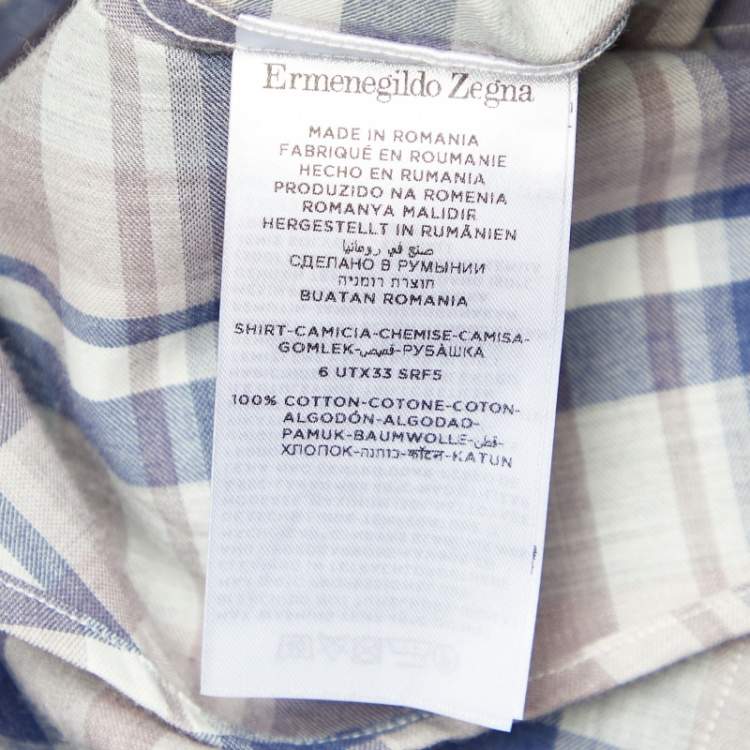 Ermenegildo Zegna
MADE IN ROMANIA
FABRIQUÉ EN ROUMANIE
HECHO EN RUMANIA
PRODUZIDO NA ROMENIA
ROMANYA MALIDIR
HERGESTELLT IN RUMÄNIEN
صنع في رومانيا
СДЕЛАНО В РУМЫНИИ
תוצרת רומניה
BUATAN ROMANIA
SHIRT-CAMICIA-CHEMISE-CAMISA-
GOMLEK-قميص-РУБÀШКА
6 UTX33 SRF5
100% COTTON-COTONE-COTON-
ALGODÓN-ALGODAO-
PAMUK-BAUMWOLLE-قطن-
ХЛОПОК-כותנה-कॉटन-KATUN